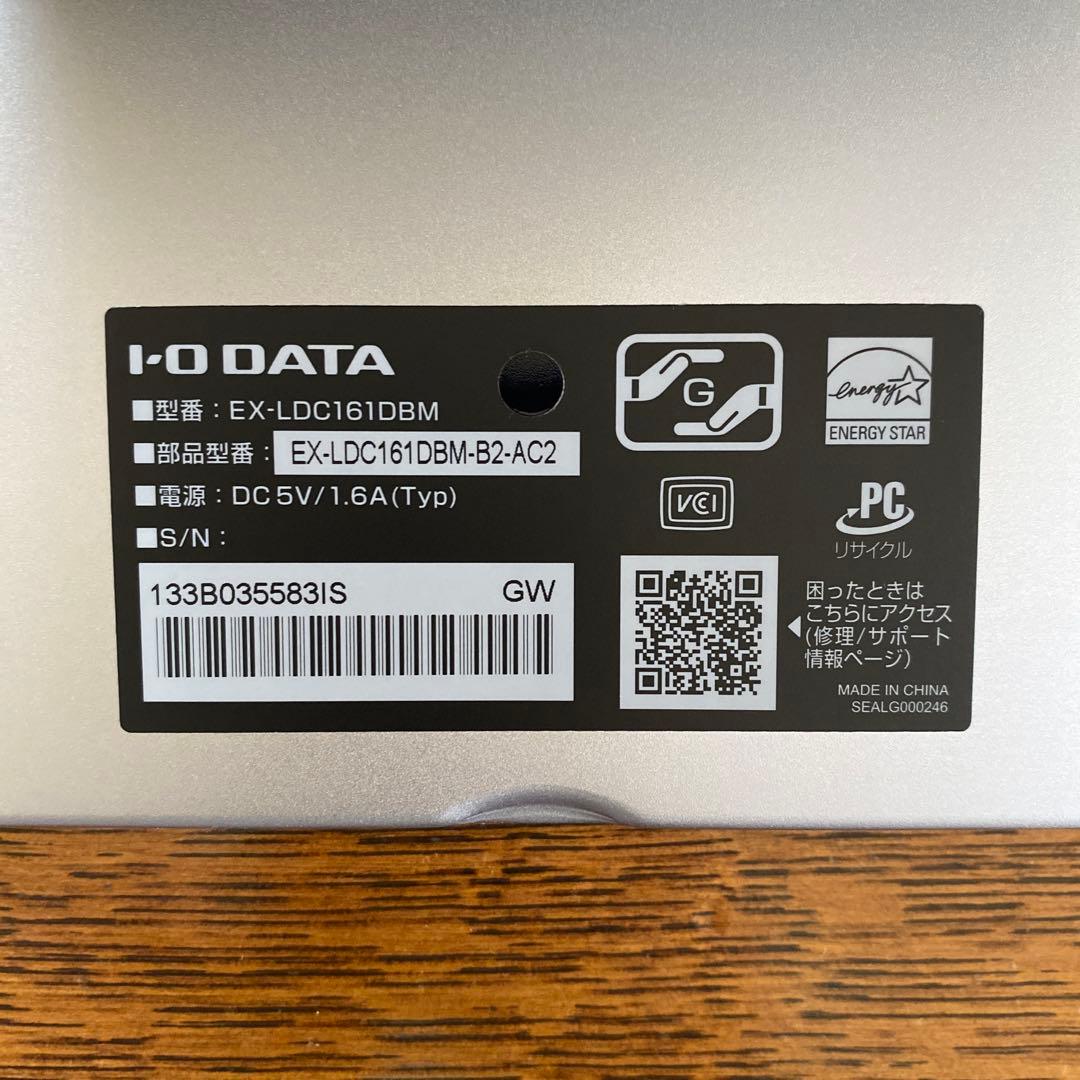 I-O DATA
■型番：EX-LDC161DBM
■部品型番：EX-LDC161DBM-B2-AC2
■電源：DC5V/1.6A(Typ)
■S/N：
133B035583IS GW
G
energy
ENERGY STAR
VCCI
PC
リサイクル
困ったときは
こちらにアクセス
(修理/サポート
情報ページ)
MADE IN CHINA
SEALG000246